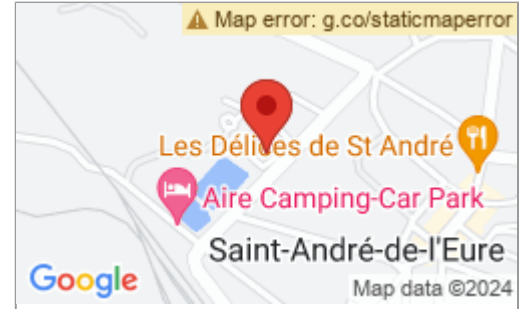 Map error: g.co/staticmaperror
Les Délices de St André
Aire Camping-Car Park
Saint-André-de-l'Eure
Google
Map data ©2024